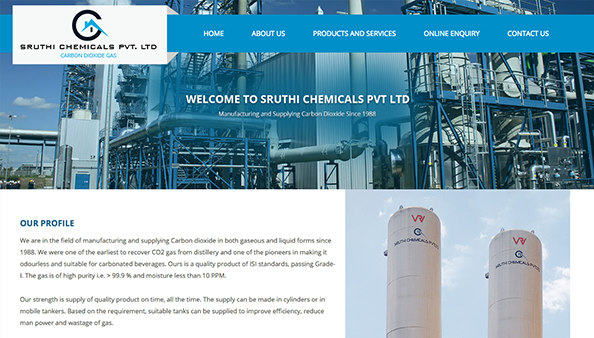 SRUTHI CHEMICALS PVT. LTD
CARBON DIOXIDE GAS
HOME
ABOUT US
PRODUCTS AND SERVICES
ONLINE ENQUIRY
CONTACT US
WELCOME TO SRUTHI CHEMICALS PVT LTD
Manufacturing and Supplying Carbon Dioxide Since 1988
OUR PROFILE
We are in the field of manufacturing and supplying Carbon dioxide in both gaseous and liquid forms since
1988. We were one of the earliest to recover CO2 gas from distillery and one of the pioneers in making it
odourless and suitable for carbonated beverages. Ours is a quality product of ISI standards, passing Grade-
I. The gas is of high purity i.e. > 99.9 % and moisture less than 10 PPM.
Our strength is supply of quality product on time, all the time. The supply can be made in cylinders or in
mobile tankers. Based on the requirement, suitable tanks can be supplied to improve efficiency, reduce
man power and wastage of gas.
VRV
SRUTHI CHEMICALS PVT.LTD
VRV
SRUTHI CHEMICALS PVT.LTD